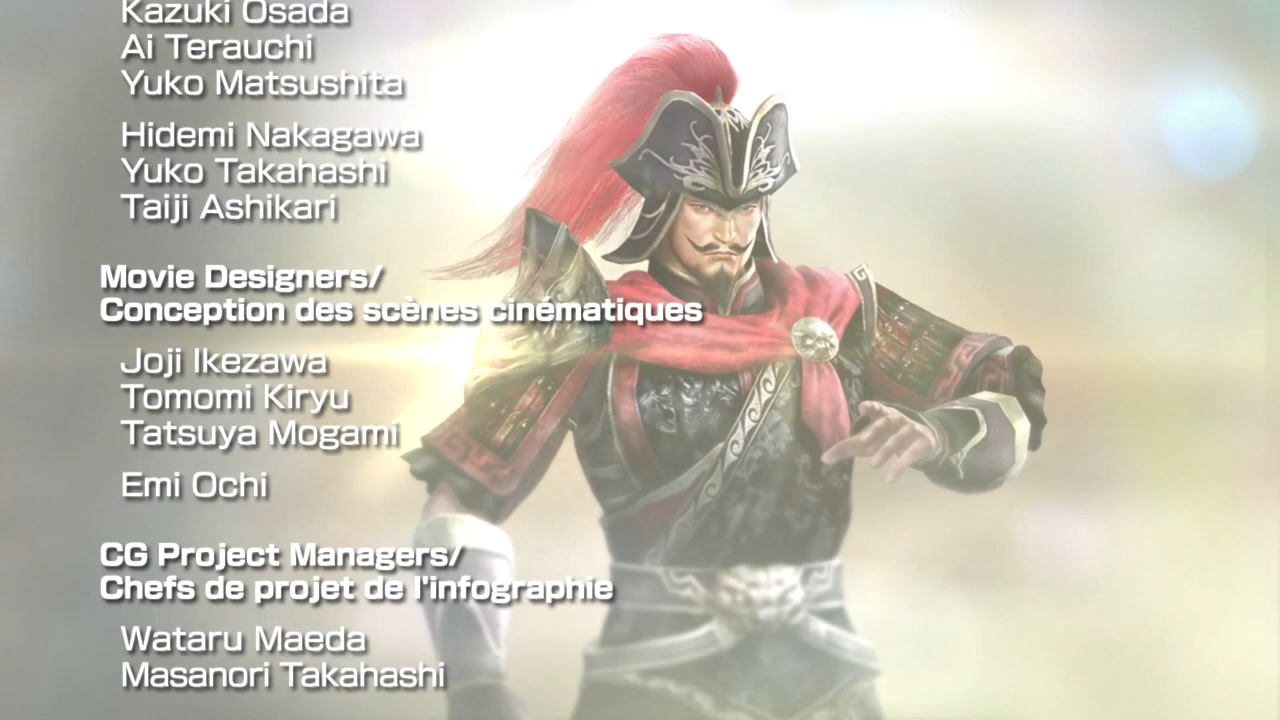 Kazuki Osada
Ai Terauchi
Yuko Matsushita
Hidemi Nakagawa
Yuko Takahashi
Taiji Ashikari
Movie Designers/
Conception des scènes cinématiques
Joji Ikezawa
Tomomi Kiryu
Tatsuya Mogami
Emi Ochi
CG Project Managers/
Chefs de projet de l'infographie
Wataru Maeda
Masanori Takahashi